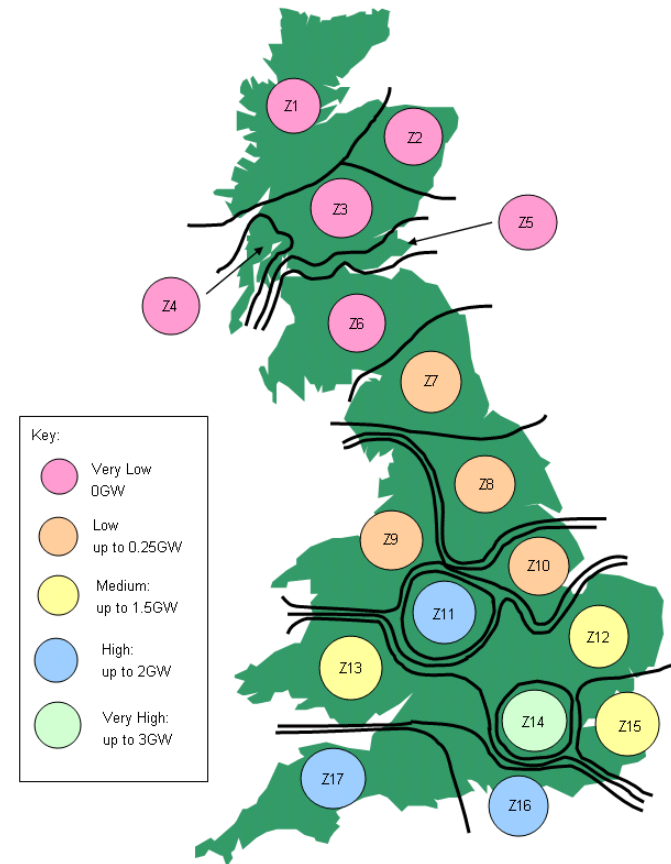 Z1
Z2
Z3
Z5
Z4
Z6
Z7
Key:
Very Low
0GW
Low
up to 0.25GW
Medium:
up to 1.5GW
High:
up to 2GW
Very High:
up to 3GW
Z8
Z9
Z10
Z11
Z12
Z13
Z14
Z15
Z17
Z16